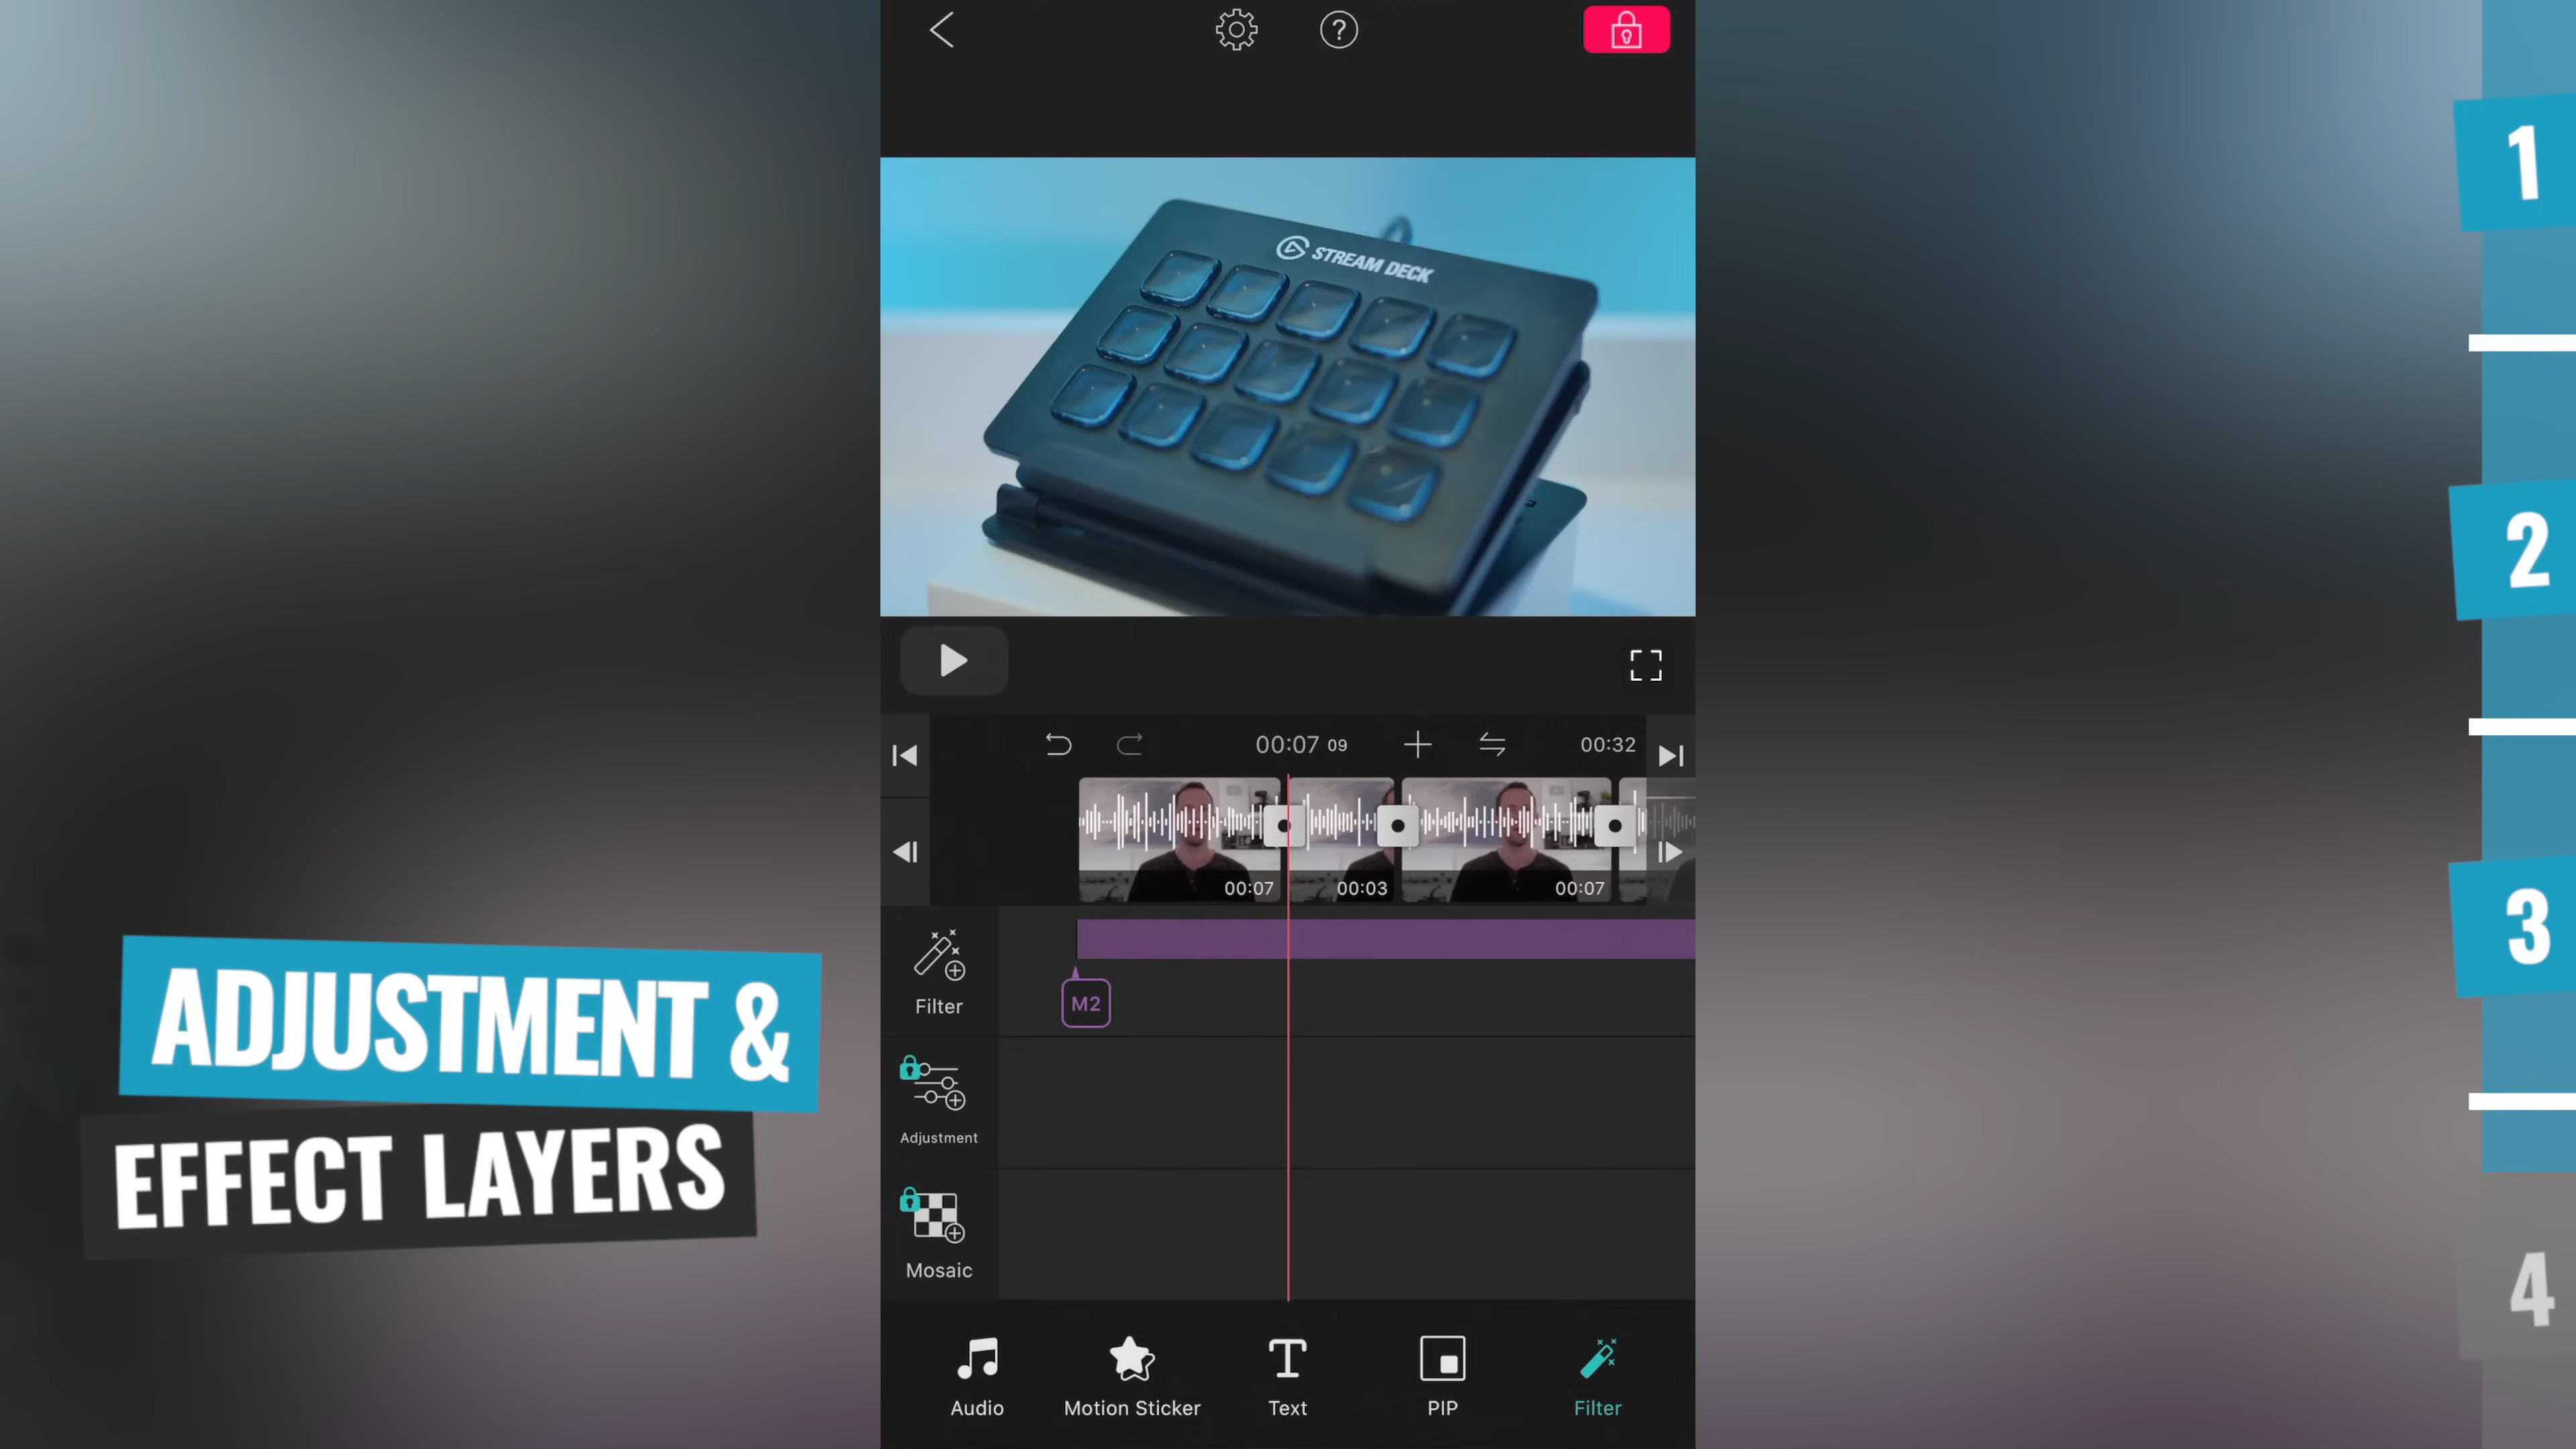 STREAM DECK
00:07 09
00:32
00:07
00:03
00:07
Filter
M2
Adjustment
Mosaic
Audio
Motion Sticker
Text
PIP
Filter
ADJUSTMENT &
EFFECT LAYERS
1
2
3
4